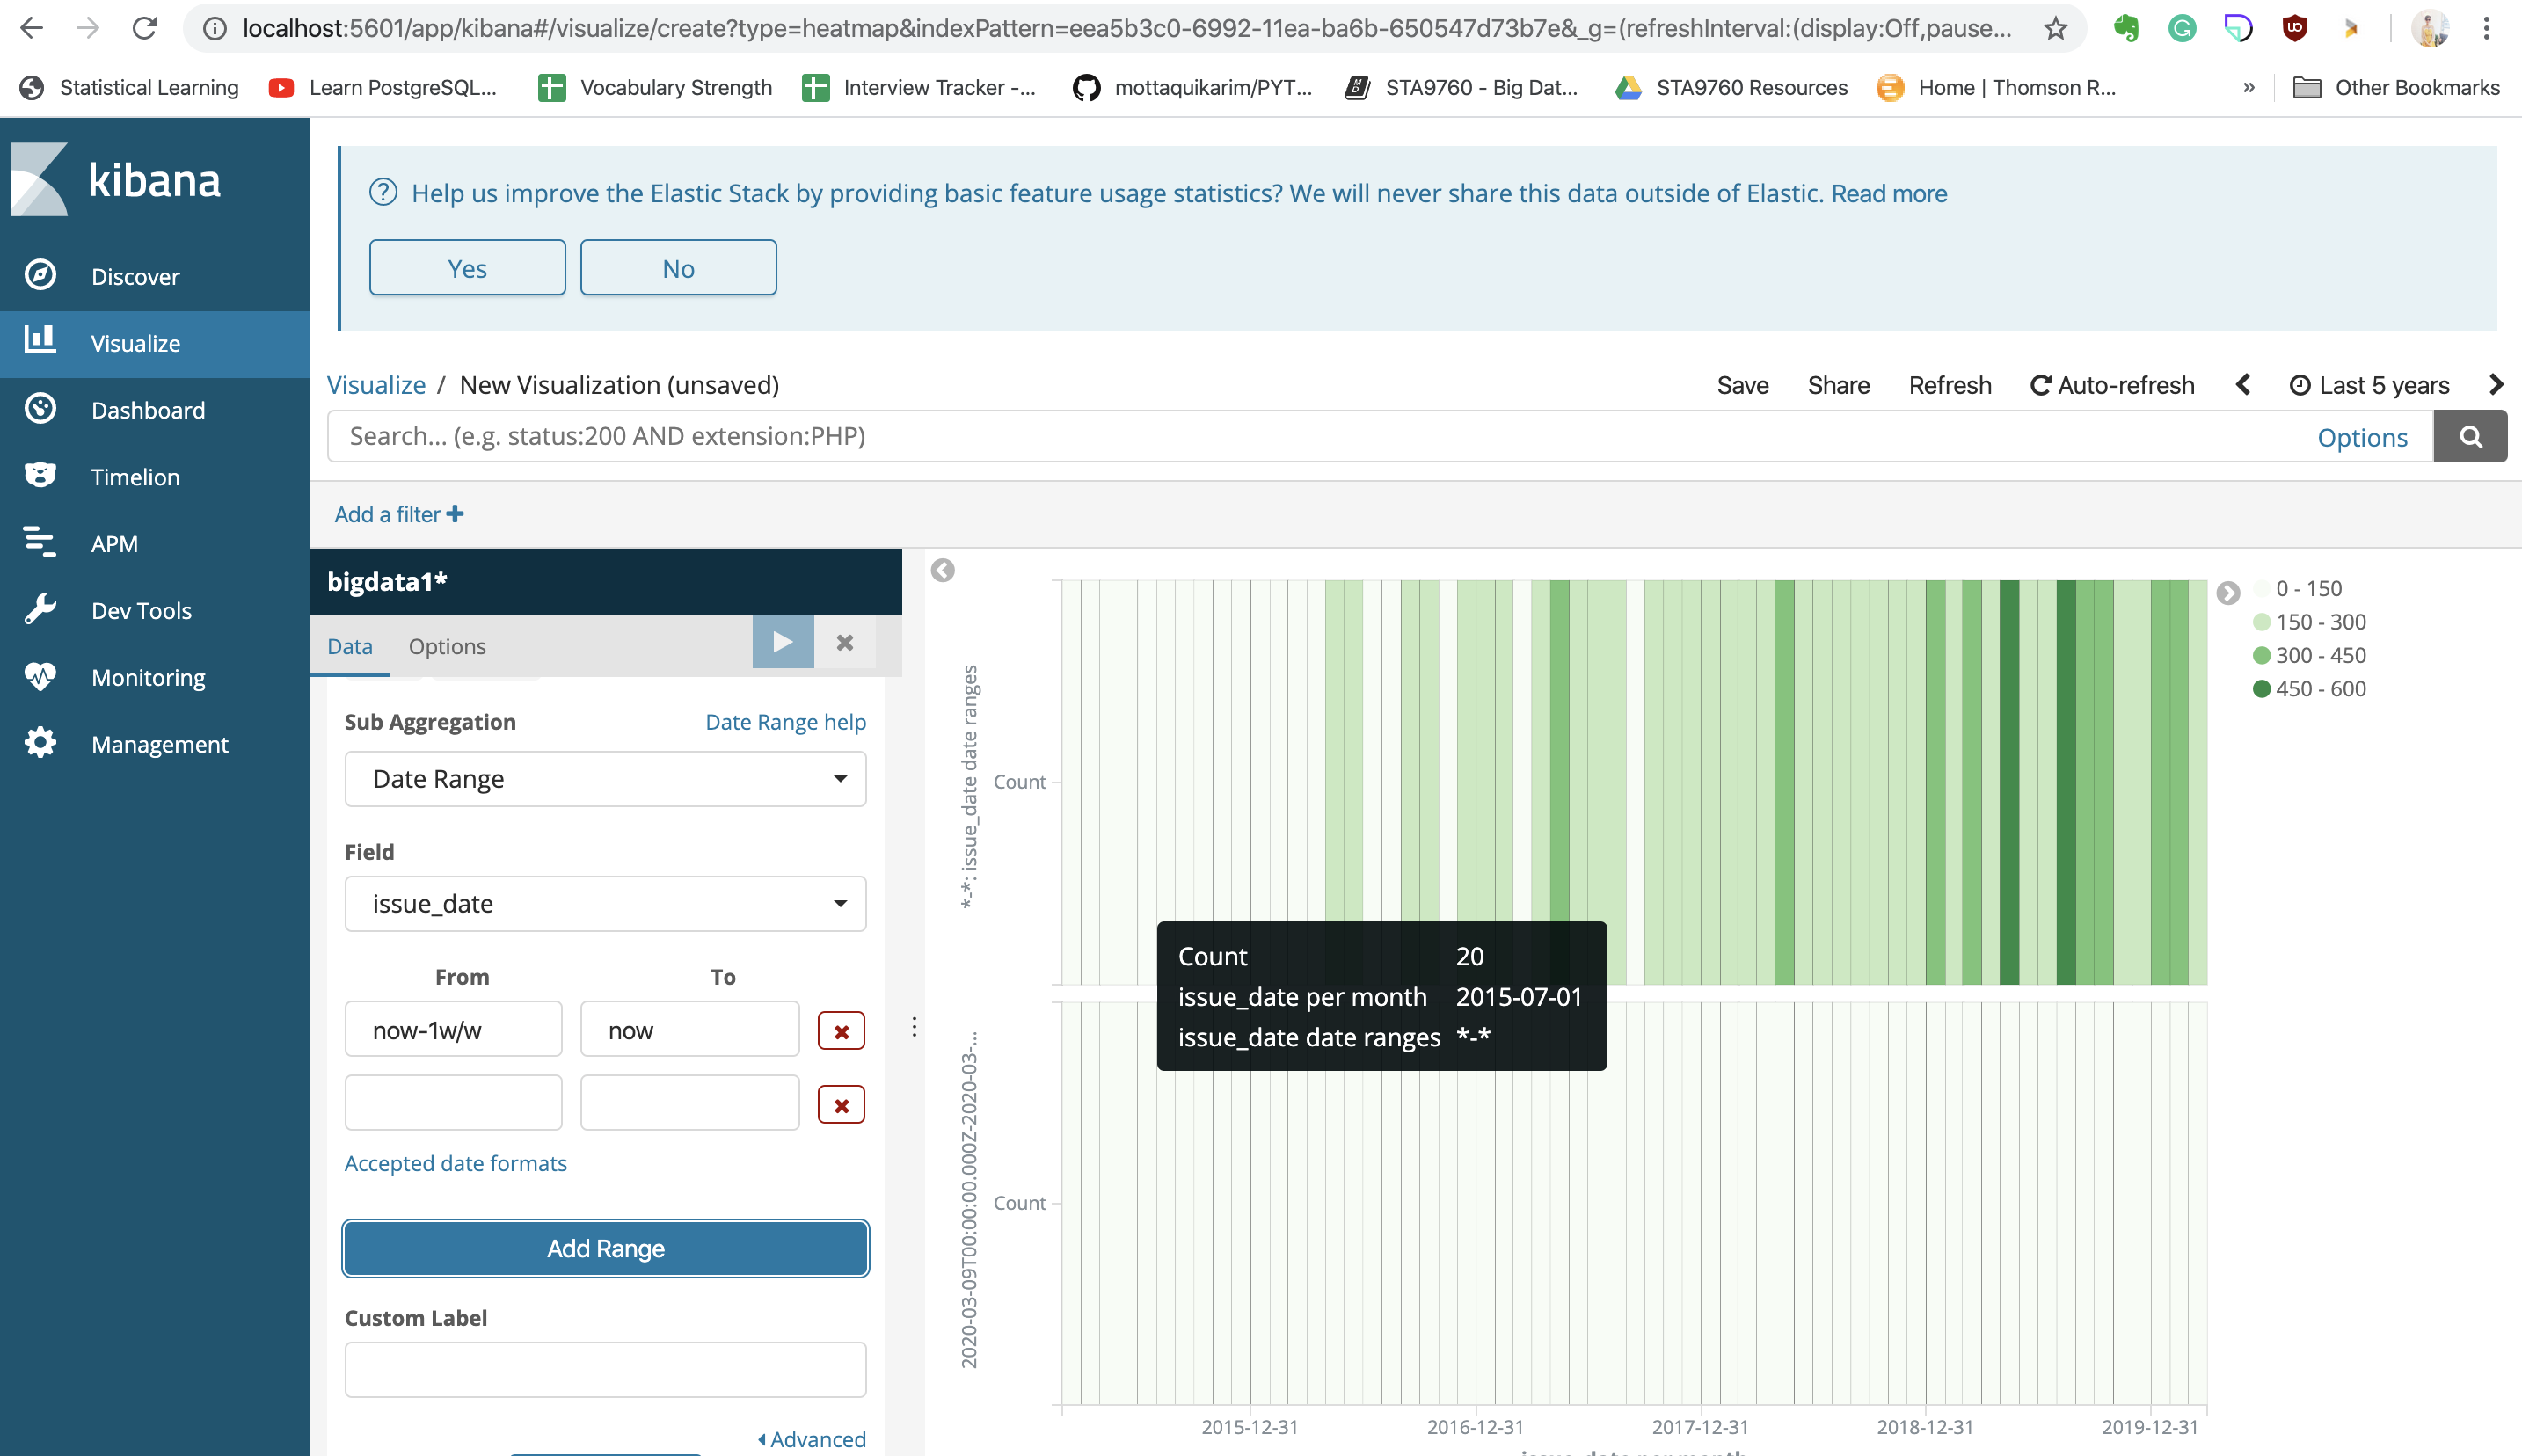 localhost:5601/app/kibana#/visualize/create?type=heatmap&indexPattern=eea5b3c0-6992-11ea-ba6b-650547d73b7e&_g=(refreshInterval:(display:Off,pause...
Statistical Learning
Learn PostgreSQL...
Vocabulary Strength
Interview Tracker -...
mottaquikarim/PYT...
STA9760 - Big Dat...
STA9760 Resources
Home | Thomson R...
»
Other Bookmarks
kibana
Discover
Visualize
Dashboard
Timelion
APM
Dev Tools
Monitoring
Management
Help us improve the Elastic Stack by providing basic feature usage statistics? We will never share this data outside of Elastic. Read more
Yes
No
Visualize / New Visualization (unsaved)
Save
Share
Refresh
Auto-refresh
Last 5 years
Search... (e.g. status:200 AND extension:PHP)
Options
Add a filter +
bigdata1*
Data
Options
Sub Aggregation
Date Range help
Date Range
Field
issue_date
From
To
now-1w/w
now
Accepted date formats
Add Range
Custom Label
Advanced
*-*: issue_date date ranges
Count
2020-03-09T00:00:00.000Z-2020-03-...
Count
Count 20
issue_date per month 2015-07-01
issue_date date ranges *-*
0 - 150
150 - 300
300 - 450
450 - 600
2015-12-31
2016-12-31
2017-12-31
2018-12-31
2019-12-31
issue_date per month